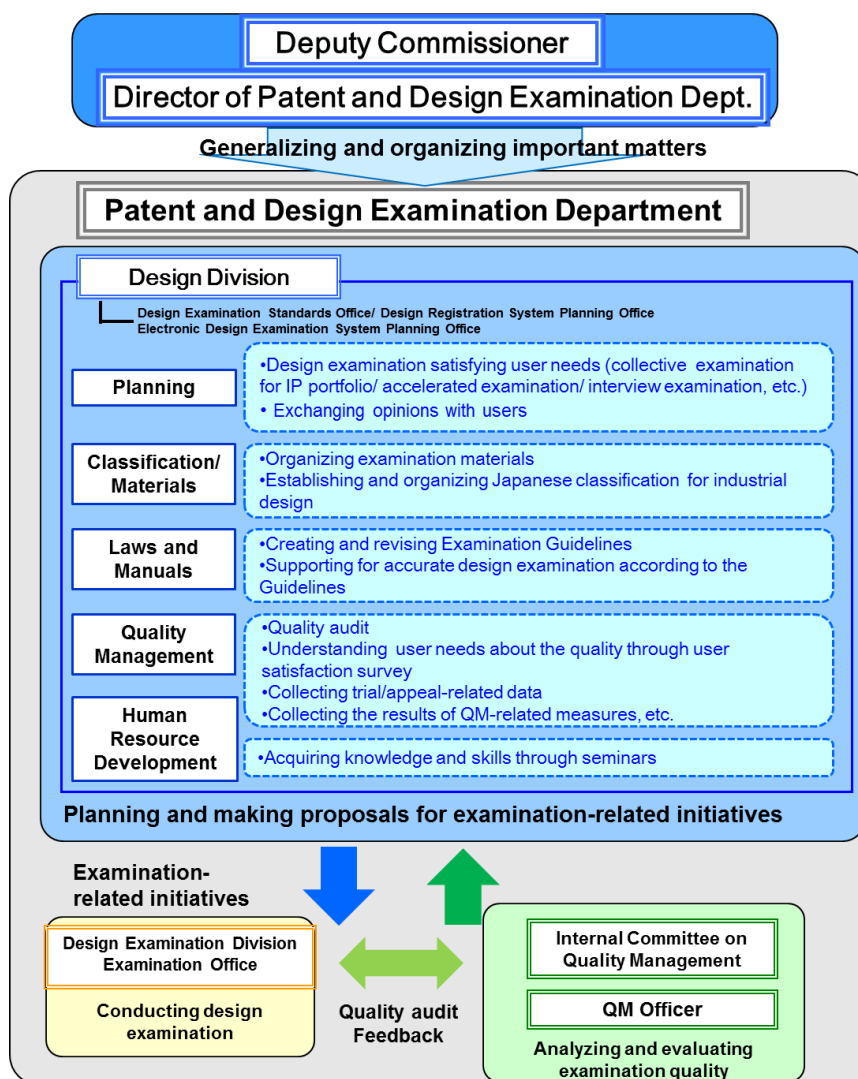 Deputy Commissioner
Director of Patent and Design Examination Dept.
Generalizing and organizing important matters
Patent and Design Examination Department
Design Division
Design Examination Standards Office/ Design Registration System Planning Office
Electronic Design Examination System Planning Office
Planning
•Design examination satisfying user needs (collective examination
for IP portfolio/ accelerated examination/ interview examination, etc.)
• Exchanging opinions with users
Classification/
Materials
•Organizing examination materials
•Establishing and organizing Japanese classification for industrial
design
Laws and
Manuals
•Creating and revising Examination Guidelines
•Supporting for accurate design examination according to the
Guidelines
Quality
Management
•Quality audit
•Understanding user needs about the quality through user
satisfaction survey
•Collecting trial/appeal-related data
•Collecting the results of QM-related measures, etc.
Human
Resource
Development
•Acquiring knowledge and skills through seminars
Planning and making proposals for examination-related initiatives
Examination-
related initiatives
Design Examination Division
Examination Office
Conducting design
examination
Quality audit
Feedback
Internal Committee on
Quality Management
QM Officer
Analyzing and evaluating
examination quality